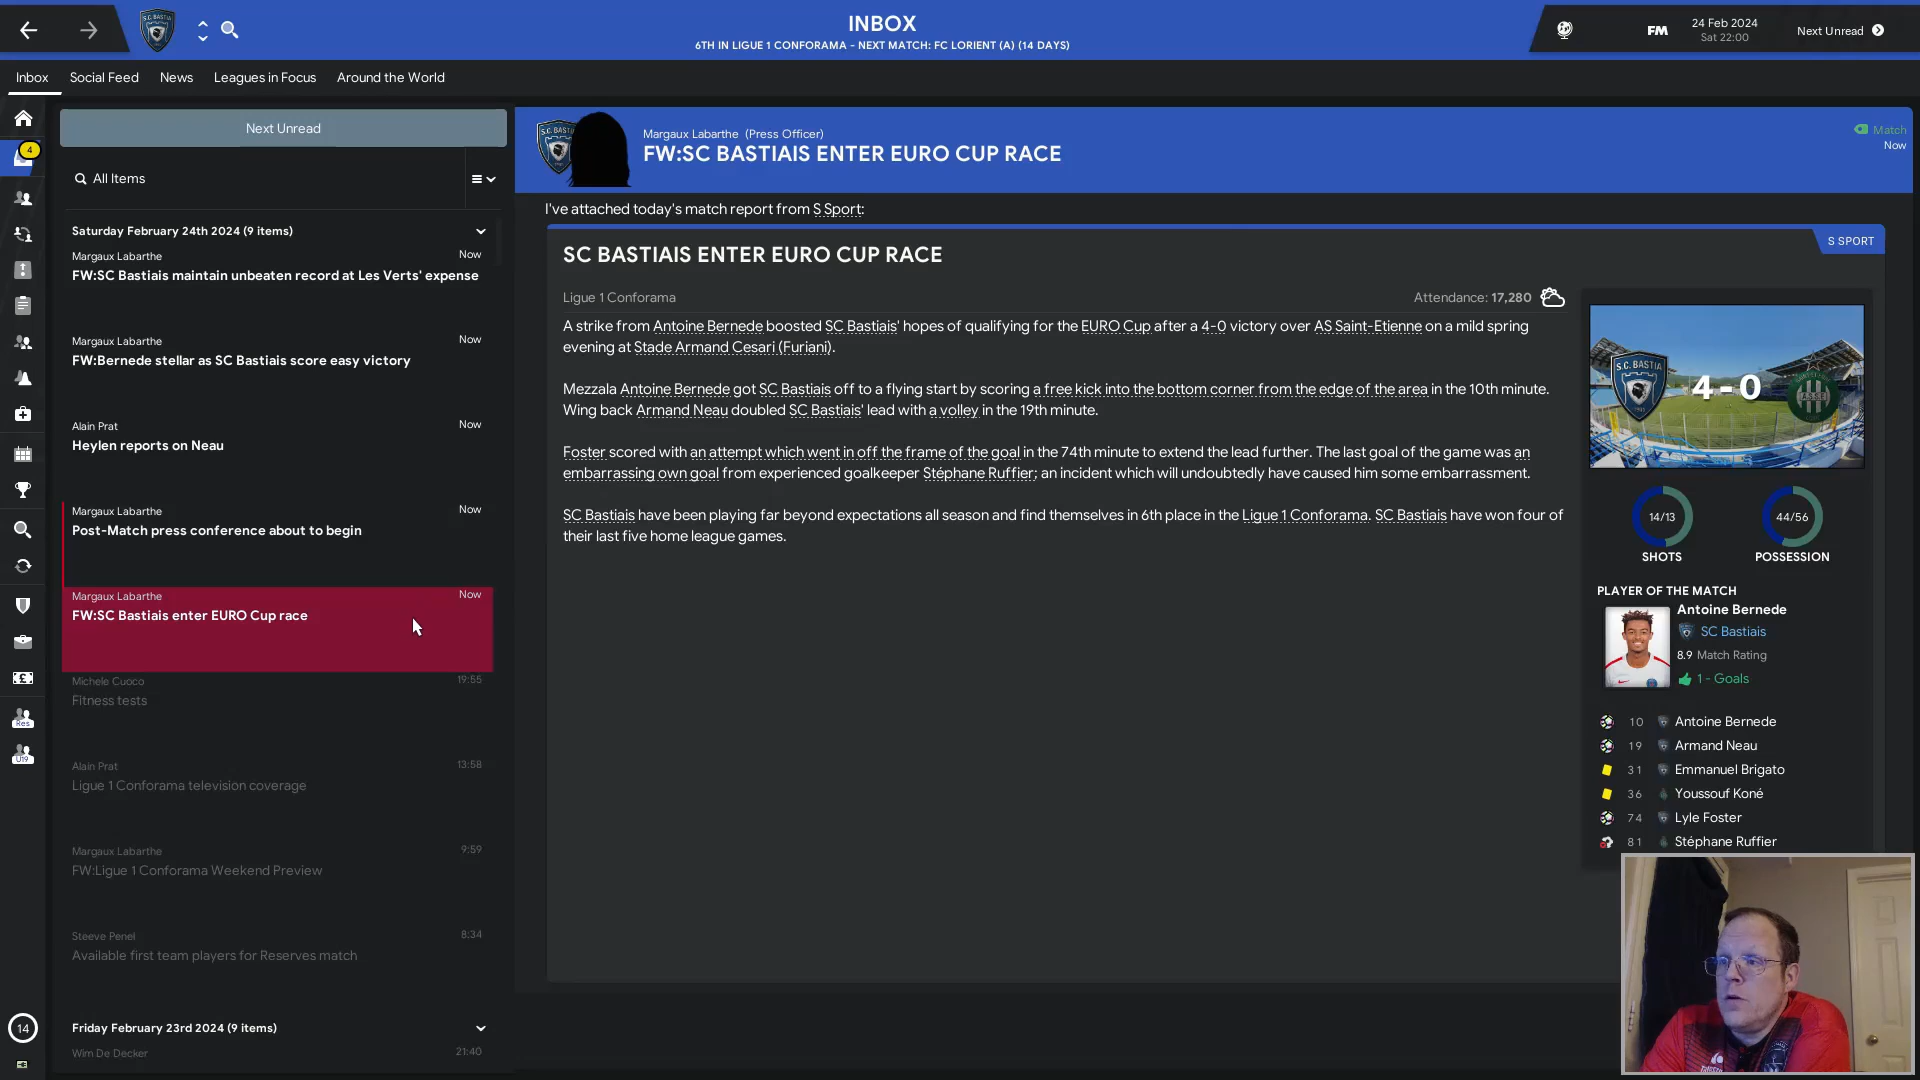 INBOX
6TH IN LIGUE 1 CONFORAMA - NEXT MATCH: FC LORIENT (A) (14 DAYS)
FM
24 Feb 2024
Sat 22:00
Next Unread
Inbox
Social Feed
News
Leagues in Focus
Around the World
4
Res
U19
14
Next Unread
All Items
Saturday February 24th 2024 (9 items)
Margaux Labarthe
Now
FW:SC Bastiais maintain unbeaten record at Les Verts' expense
Margaux Labarthe
Now
FW:Bernede stellar as SC Bastiais score easy victory
Alain Prat
Now
Heylen reports on Neau
Margaux Labarthe
Now
Post-Match press conference about to begin
Margaux Labarthe
Now
FW:SC Bastiais enter EURO Cup race
Michele Cuoco
19:55
Fitness tests
Alain Prat
13:58
Ligue 1 Conforama television coverage
Margaux Labarthe
9:59
FW:Ligue 1 Conforama Weekend Preview
Steeve Penel
8:34
Available first team players for Reserves match
Friday February 23rd 2024 (9 items)
Wim De Decker
21:40
Margaux Labarthe (Press Officer)
FW:SC BASTIAIS ENTER EURO CUP RACE
Match
Now
I've attached today's match report from S Sport:
SC BASTIAIS ENTER EURO CUP RACE
S SPORT
Ligue 1 Conforama
Attendance: 17,280
A strike from Antoine Bernede boosted SC Bastiais' hopes of qualifying for the EURO Cup after a 4-0 victory over AS Saint-Etienne on a mild spring
evening at Stade Armand Cesari (Furiani).
Mezzala Antoine Bernede got SC Bastiais off to a flying start by scoring a free kick into the bottom corner from the edge of the area in the 10th minute.
Wing back Armand Neau doubled SC Bastiais' lead with a volley in the 19th minute.
Foster scored with an attempt which went in off the frame of the goal in the 74th minute to extend the lead further. The last goal of the game was an
embarrassing own goal from experienced goalkeeper Stéphane Ruffier; an incident which will undoubtedly have caused him some embarrassment.
SC Bastiais have been playing far beyond expectations all season and find themselves in 6th place in the Ligue 1 Conforama. SC Bastiais have won four of
their last five home league games.
S.C. BASTIA
4 - 0
14/13
SHOTS
44/56
POSSESSION
PLAYER OF THE MATCH
Antoine Bernede
SC Bastiais
8.9 Match Rating
1 - Goals
10 Antoine Bernede
19 Armand Neau
31 Emmanuel Brigato
36 Youssouf Koné
74 Lyle Foster
81 Stéphane Ruffier